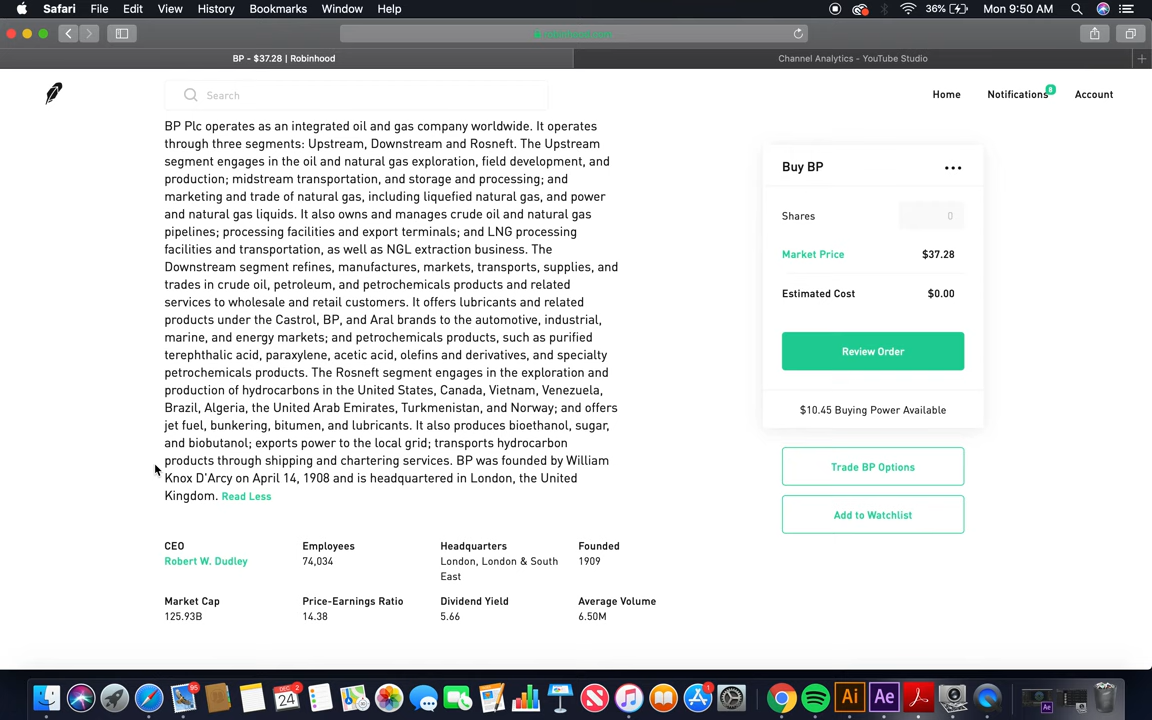 Safari File Edit View History Bookmarks Window Help 36% Mon 9:50 AM
BP - $37.28 | Robinhood
Channel Analytics - YouTube Studio
Search
Home Notifications 8 Account
BP Plc operates as an integrated oil and gas company worldwide. It operates
through three segments: Upstream, Downstream and Rosneft. The Upstream
segment engages in the oil and natural gas exploration, field development, and
production; midstream transportation, and storage and processing; and
marketing and trade of natural gas, including liquefied natural gas, and power
and natural gas liquids. It also owns and manages crude oil and natural gas
pipelines; processing facilities and export terminals; and LNG processing
facilities and transportation, as well as NGL extraction business. The
Downstream segment refines, manufactures, markets, transports, supplies, and
trades in crude oil, petroleum, and petrochemicals products and related
services to wholesale and retail customers. It offers lubricants and related
products under the Castrol, BP, and Aral brands to the automotive, industrial,
marine, and energy markets; and petrochemicals products, such as purified
terephthalic acid, paraxylene, acetic acid, olefins and derivatives, and specialty
petrochemicals products. The Rosneft segment engages in the exploration and
production of hydrocarbons in the United States, Canada, Vietnam, Venezuela,
Brazil, Algeria, the United Arab Emirates, Turkmenistan, and Norway; and offers
jet fuel, bunkering, bitumen, and lubricants. It also produces bioethanol, sugar,
and biobutanol; exports power to the local grid; transports hydrocarbon
products through shipping and chartering services. BP was founded by William
Knox D'Arcy on April 14, 1908 and is headquartered in London, the United
Kingdom. Read Less
CEO
Robert W. Dudley
Employees
74,034
Headquarters
London, London & South
East
Founded
1909
Market Cap
125.93B
Price-Earnings Ratio
14.38
Dividend Yield
5.66
Average Volume
6.50M
Buy BP
Shares 0
Market Price $37.28
Estimated Cost $0.00
Review Order
$10.45 Buying Power Available
Trade BP Options
Add to Watchlist
95
DEC 2
24
1
Ai
Ae